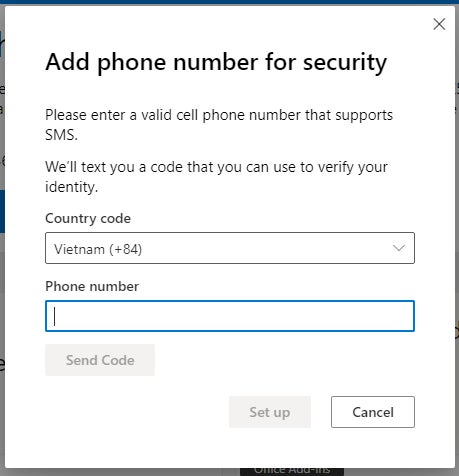 Add phone number for security
Please enter a valid cell phone number that supports
SMS.
We'll text you a code that you can use to verify your
identity.
Country code
Vietnam (+84)
Phone number
Send Code
Set up
Cancel
Office Add-ins